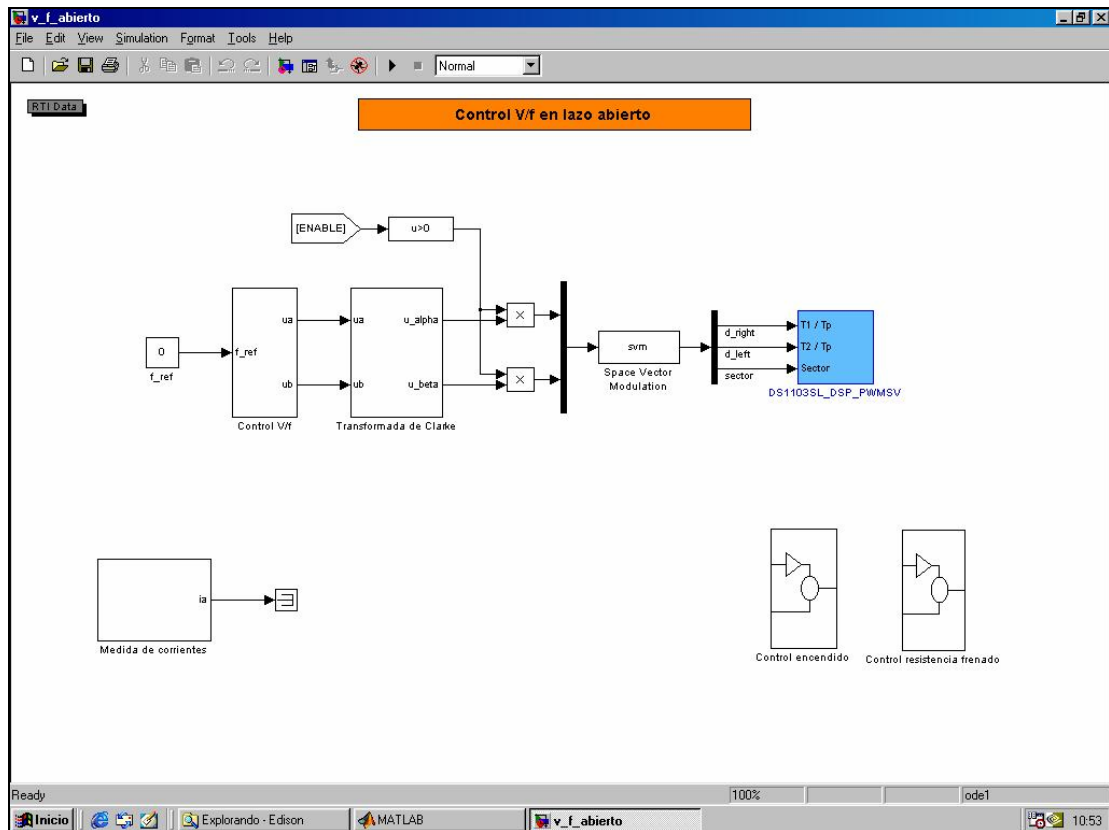 v_f_abierto
File Edit View Simulation Format Tools Help
Normal
RTI Data
Control V/f en lazo abierto
[ENABLE]
u>0
ua
ua
u_alpha
×
T1 / Tp
d_right
0
f_ref
svm
T2 / Tp
d_left
f_ref
Space Vector
Modulation
Sector
sector
ub
ub
u_beta
×
DS1103SL_DSP_PWMSV
Control V/f
Transformada de Clarke
ia
Medida de corrientes
Control encendido
Control resistencia frenado
Ready
100%
ode1
Inicio
Explorando - Edison
MATLAB
v_f_abierto
10:53